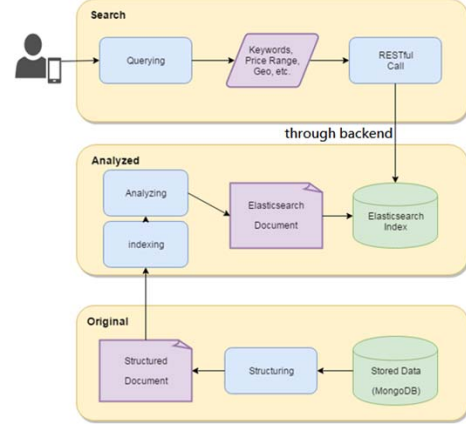 Search
Querying
Keywords,
Price Range,
Geo, etc.
RESTful
Call
through backend
Analyzed
Analyzing
indexing
Elasticsearch
Document
Elasticsearch
Index
Original
Structured
Document
Structuring
Stored Data
(MongoDB)